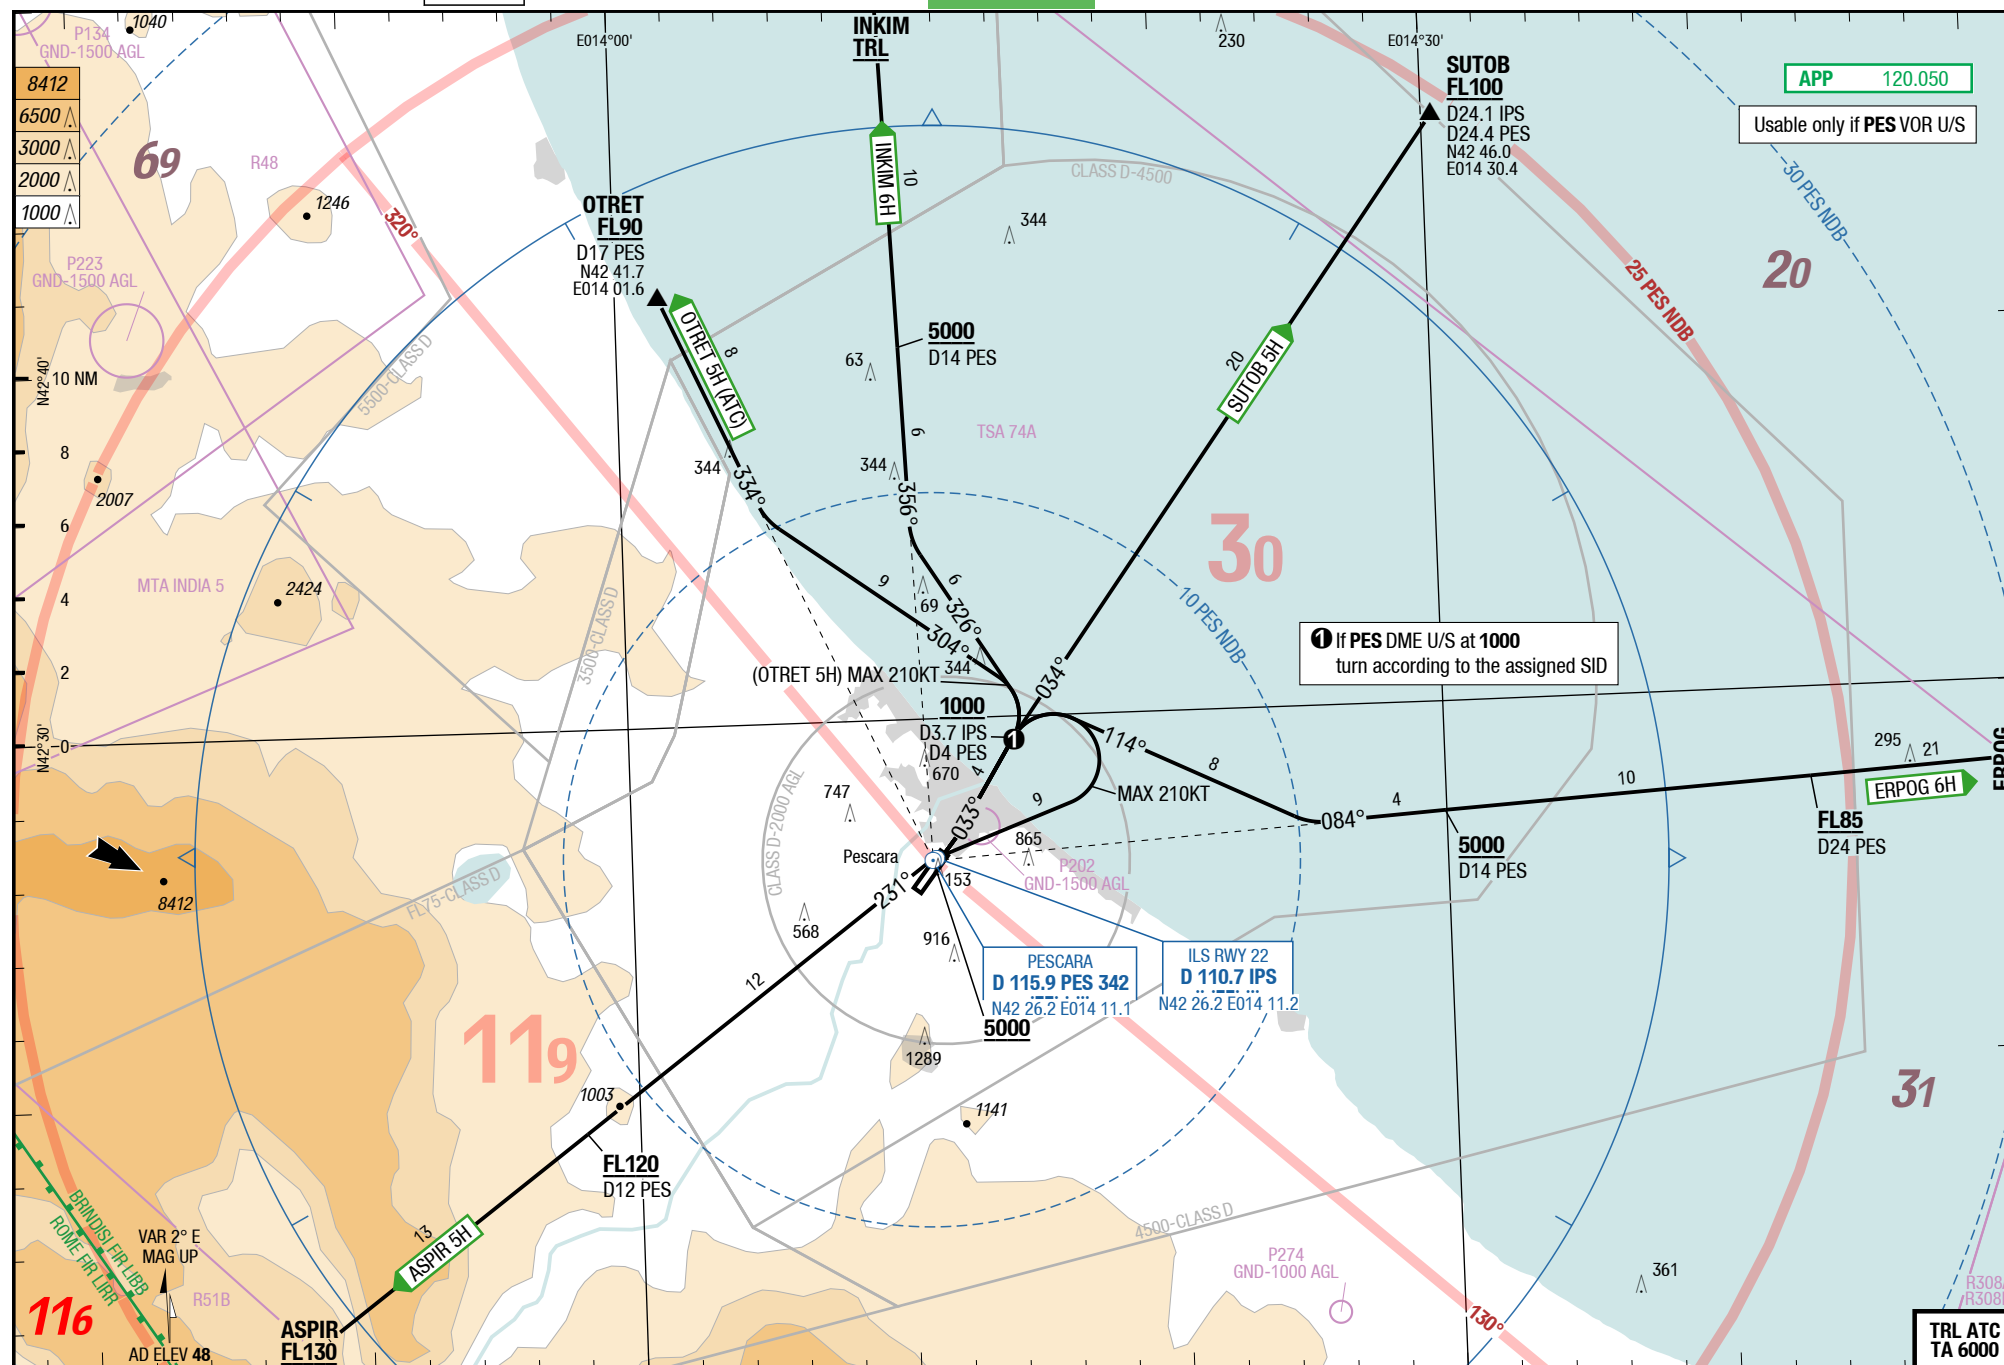 1040
P134
GND-1500 AGL
8412
6500
3000
2000
1000
69
R48
1246
320°
P223
GND-1500 AGL
5500-CLASS D
N42°40'
10 NM
8
6
4
2
0
N42°30'
2007
MTA INDIA 5
2424
3500-CLASS D
E014°00'
INKIM
TRL
INKIM 6H
10
OTRET
FL90
D17 PES
N42 41.7
E014 01.6
OTRET 5H (ATC)
8
344
334°
63
344
5000
D14 PES
6
356°
344
TSA 74A
CLASS D-4500
230
E014°30'
SUTOB
FL100
D24.1 IPS
D24.4 PES
N42 46.0
E014 30.4
APP 120.050
Usable only if PES VOR U/S
30 PES NDB
20
25 PES NDB
20
SUTOB 5H
30
10 PES NDB
9
6
69
326°
304°
344
034°
(OTRET 5H) MAX 210KT
1 If PES DME U/S at 1000
turn according to the assigned SID
1000
D3.7 IPS
D4 PES
1
670
4
114°
8
9
MAX 210KT
033°
747
CLASS D-2000 AGL
Pescara
153
865
P202
GND-1500 AGL
084°
4
10
5000
D14 PES
FL85
D24 PES
295
21
ERPOG 6H
ERPOG
8412
FL75-CLASS D
231°
568
916
12
PESCARA
D 115.9 PES 342
N42 26.2 E014 11.1
ILS RWY 22
D 110.7 IPS
N42 26.2 E014 11.2
5000
119
1289
1003
1141
FL120
D12 PES
31
4500-CLASS D
P274
GND-1000 AGL
361
13
ASPIR 5H
BRINDISI FIR LIBB
ROME FIR LIRR
VAR 2° E
MAG UP
R51B
116
ASPIR
FL130
AD ELEV 48
130°
R308
R308
TRL ATC
TA 6000